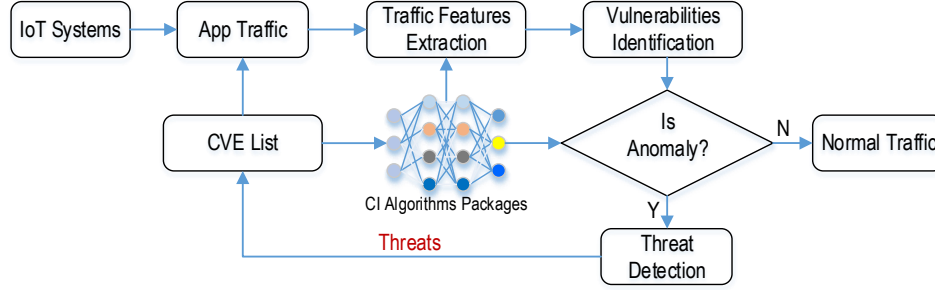 IoT Systems
App Traffic
Traffic Features
Extraction
Vulnerabilities
Identification
CVE List
CI Algorithms Packages
Is
Anomaly?
N
Normal Traffic
Y
Threats
Threat
Detection